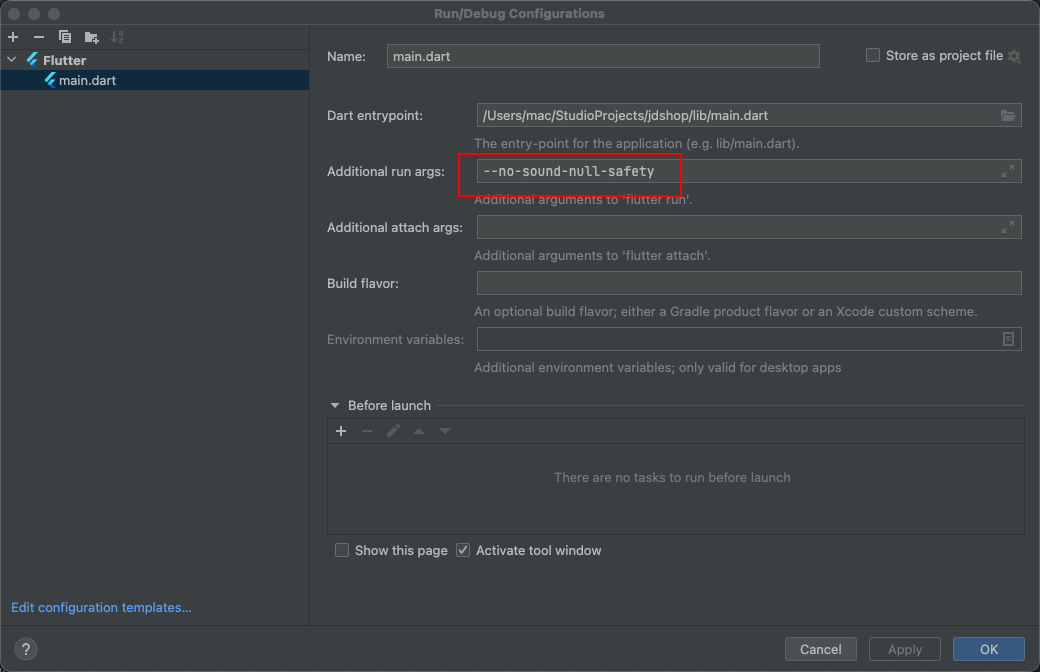 Run/Debug Configurations
Flutter
main.dart
Name:
main.dart
Store as project file
Dart entrypoint:
/Users/mac/StudioProjects/jdshop/lib/main.dart
The entry-point for the application (e.g. lib/main.dart).
Additional run args:
--no-sound-null-safety
Additional arguments to 'flutter run'.
Additional attach args:
Additional arguments to 'flutter attach'.
Build flavor:
An optional build flavor; either a Gradle product flavor or an Xcode custom scheme.
Environment variables:
Additional environment variables; only valid for desktop apps
Before launch
There are no tasks to run before launch
Show this page
Activate tool window
Edit configuration templates...
?
Cancel
Apply
OK